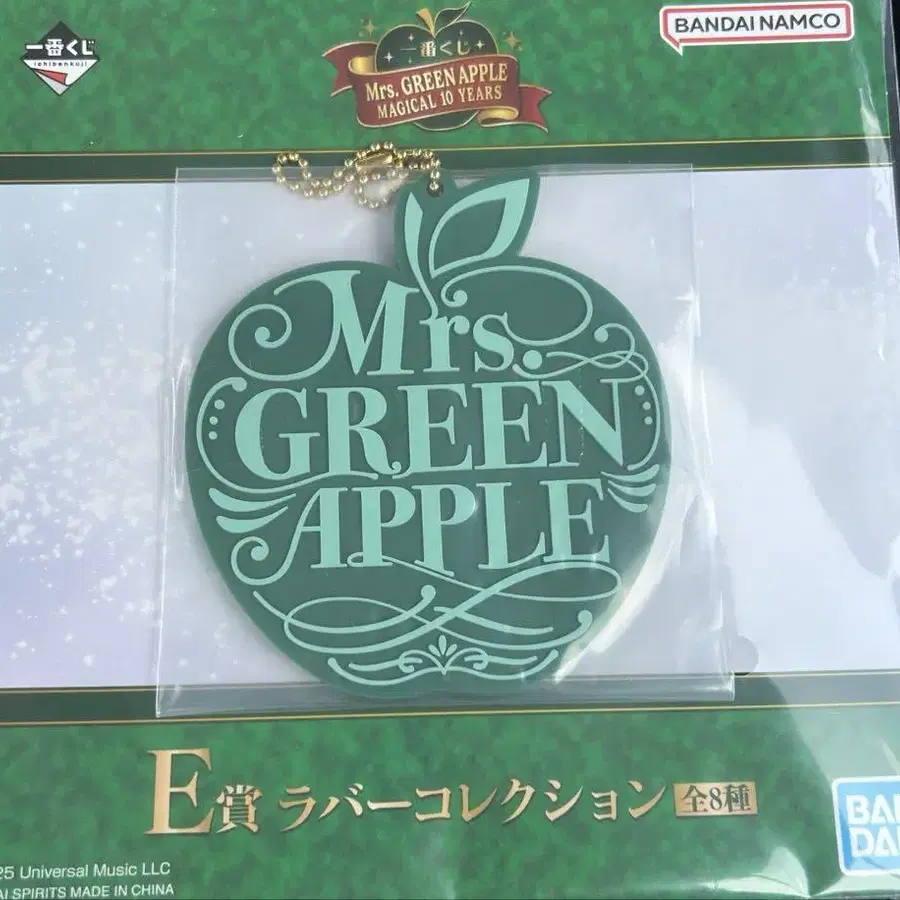 一番くじ
ichibankuji
一番くじ
Mrs. GREEN APPLE
MAGICAL 10 YEARS
BANDAI NAMCO
Mrs.
GREEN
APPLE
E賞 ラバーコレクション 全8種
25 Universal Music LLC
AI SPIRITS MADE IN CHINA
BAN
DA